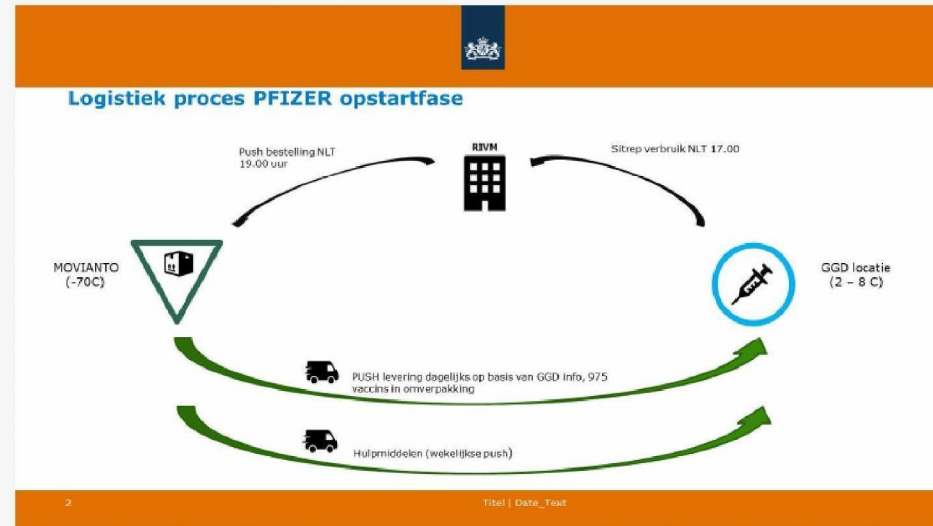 Logistiek proces PFIZER opstartfase
Push bestelling NLT
19.00 uur
RIVM
Sitrep verbruik NLT 17.00
MOVIANTO
(-70C)
GGD locatie
(2 – 8 C)
PUSH levering dagelijks op basis van GGD info, 975
vaccins in omverpakking
Hulpmiddelen (wekelijkse push)
2
Titel | Date_Text